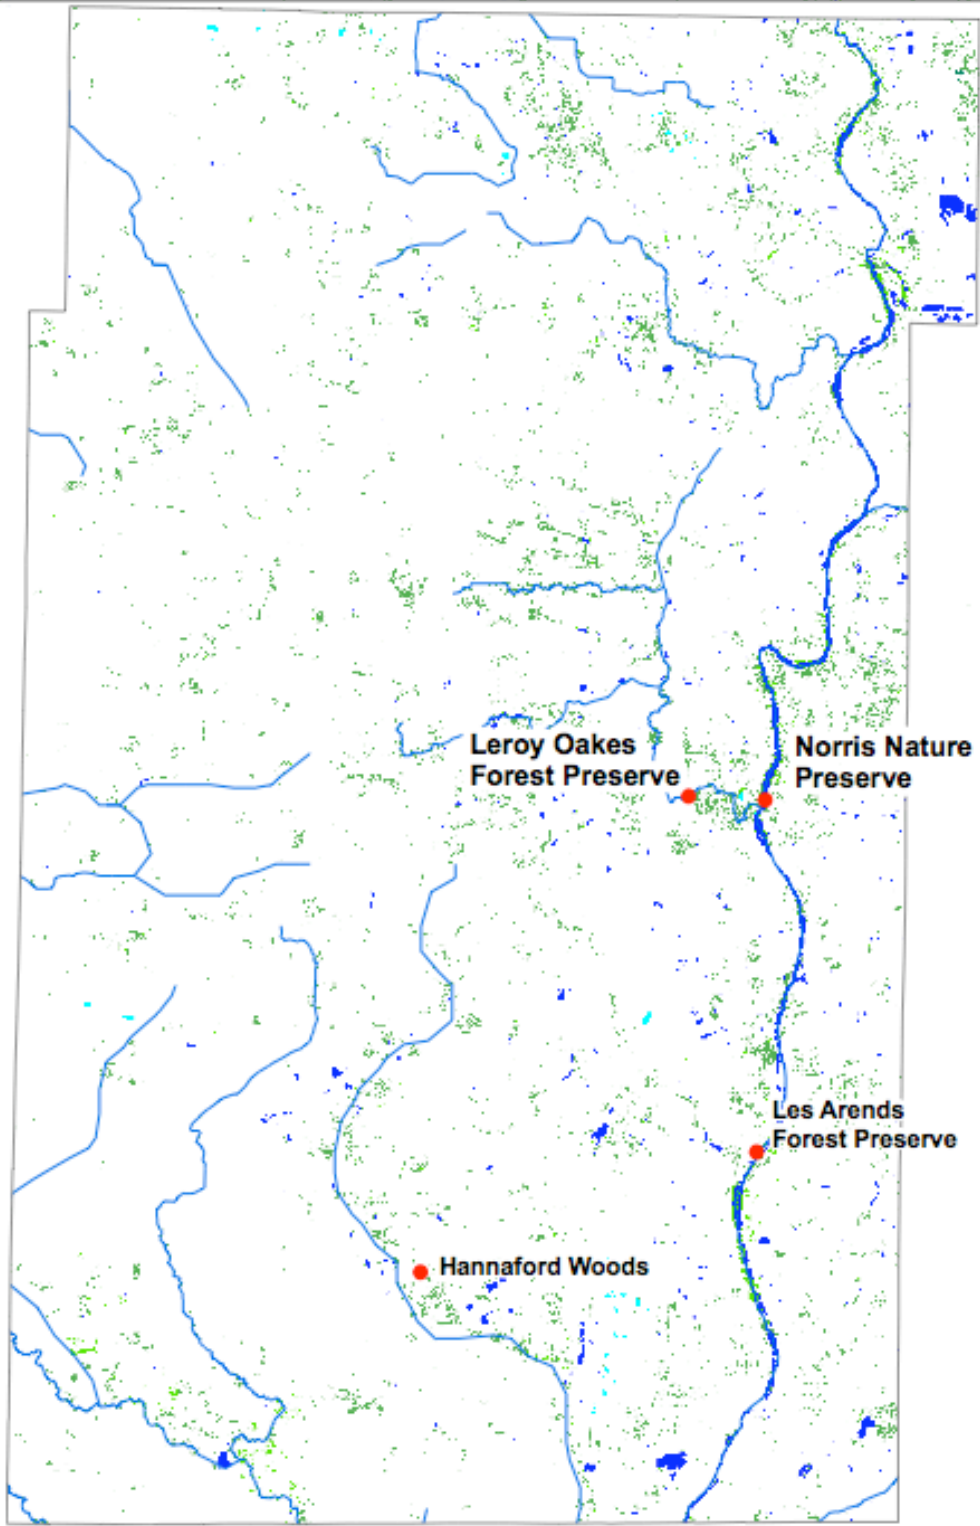 Leroy Oakes
Forest Preserve
Norris Nature
Preserve
Les Arends
Forest Preserve
Hannaford Woods